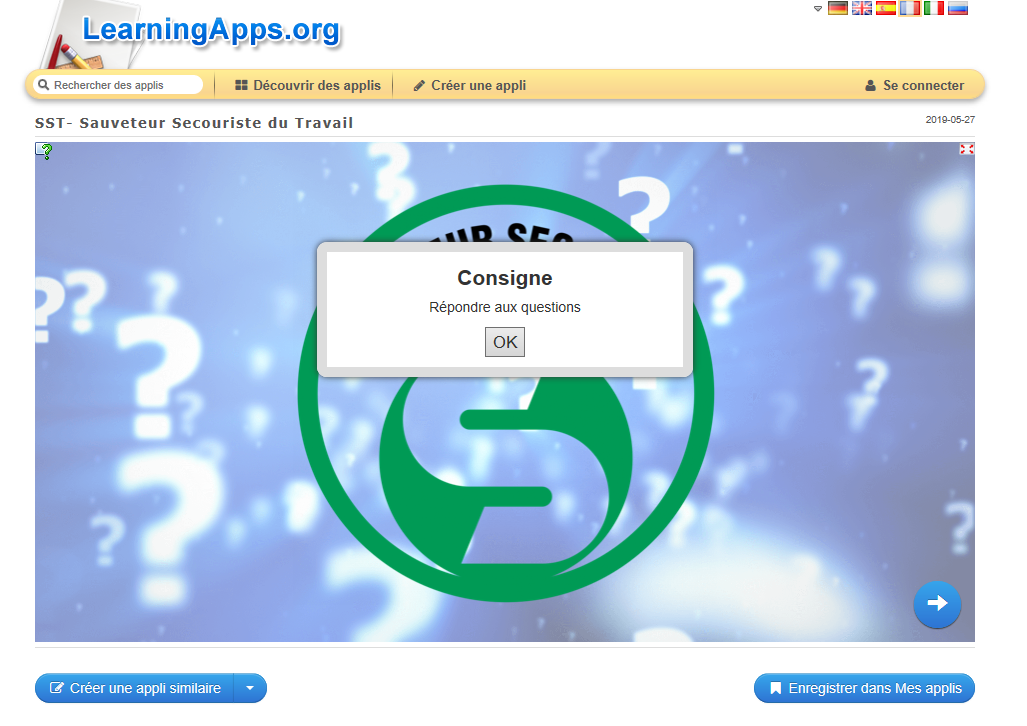 LearningApps.org
Rechercher des applis
Découvrir des applis
Créer une appli
Se connecter
SST- Sauveteur Secouriste du Travail
2019-05-27
Consigne
Répondre aux questions
OK
Créer une appli similaire
Enregistrer dans Mes applis